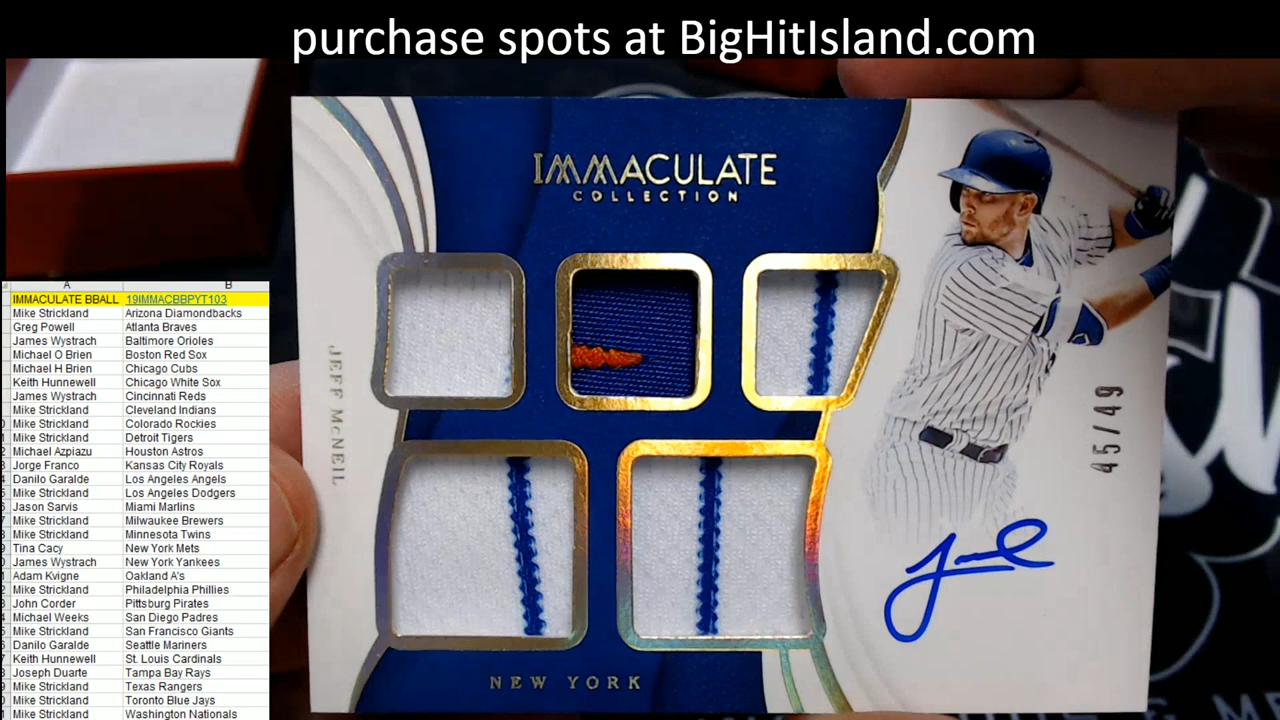 purchase spots at BigHitIsland.com
IMMACULATE
COLLECTION
JEFF McNEIL
45/49
NEW YORK
A B
IMMACULATE BBALL 19IMMACBBPYT103
Mike Strickland Arizona Diamondbacks
Greg Powell Atlanta Braves
James Wystrach Baltimore Orioles
Michael O Brien Boston Red Sox
Michael H Brien Chicago Cubs
Keith Hunnewell Chicago White Sox
James Wystrach Cincinnati Reds
Mike Strickland Cleveland Indians
Mike Strickland Colorado Rockies
Mike Strickland Detroit Tigers
Michael Azpiazu Houston Astros
Jorge Franco Kansas City Royals
Danilo Garalde Los Angeles Angels
Mike Strickland Los Angeles Dodgers
Jason Sarvis Miami Marlins
Mike Strickland Milwaukee Brewers
Mike Strickland Minnesota Twins
Tina Cacy New York Mets
James Wystrach New York Yankees
Adam Kvigne Oakland A's
Mike Strickland Philadelphia Phillies
John Corder Pittsburg Pirates
Michael Weeks San Diego Padres
Mike Strickland San Francisco Giants
Danilo Garalde Seattle Mariners
Keith Hunnewell St. Louis Cardinals
Joseph Duarte Tampa Bay Rays
Mike Strickland Texas Rangers
Mike Strickland Toronto Blue Jays
Mike Strickland Washington Nationals